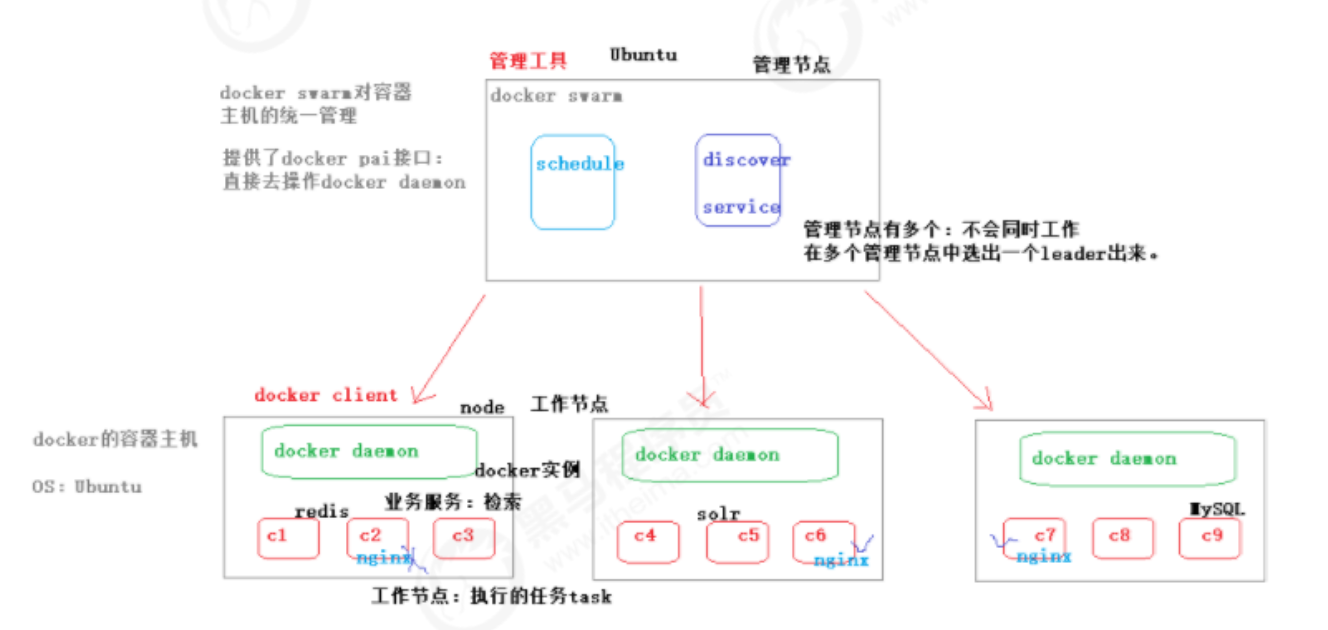 管理工具
Ubuntu
管理节点
docker swarm对容器
主机的统一管理
提供了docker pai接口：
直接去操作docker daemon
docker swarm
schedule
discover
service
管理节点有多个：不会同时工作
在多个管理节点中选出一个leader出来。
docker client
node
工作节点
docker的容器主机
OS：Ubuntu
docker daemon
docker实例
业务服务：检索
redis
c1
c2
c3
nginx
工作节点：执行的任务task
docker daemon
solr
c4
c5
c6
nginx
docker daemon
MySQL
c7
c8
c9
nginx
黑马程序员
www.itheima.com